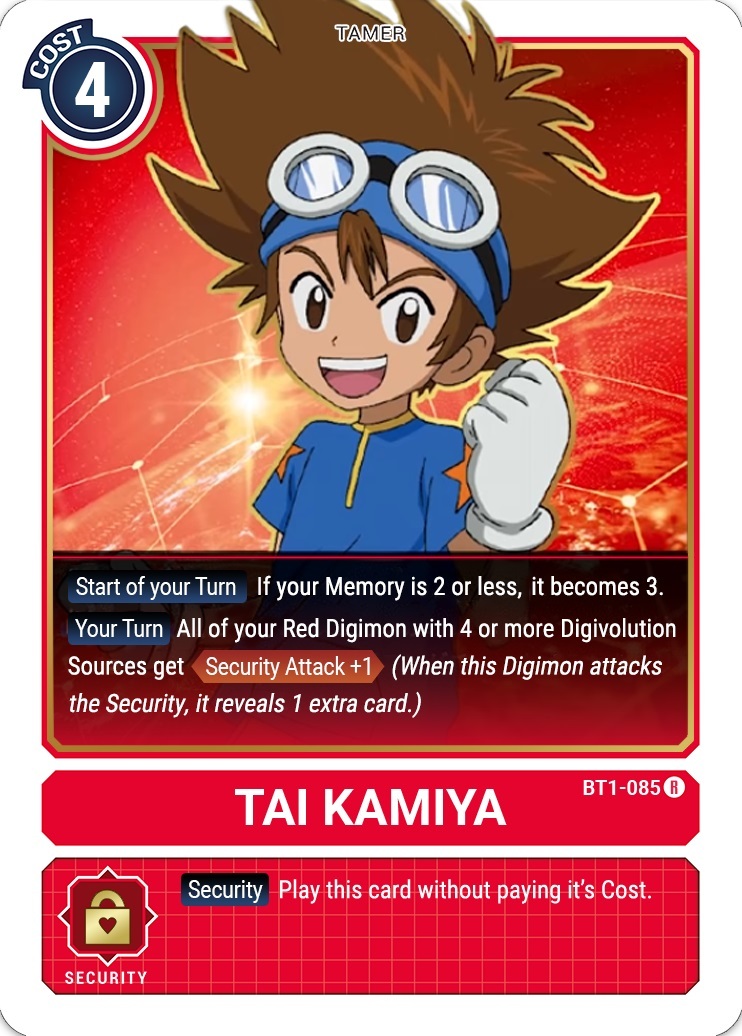 TAMER
COST
4
Start of your Turn If your Memory is 2 or less, it becomes 3.
Your Turn All of your Red Digimon with 4 or more Digivolution
Sources get Security Attack +1 (When this Digimon attacks
the Security, it reveals 1 extra card.)
BT1-085 R
TAI KAMIYA
Security Play this card without paying it's Cost.
SECURITY